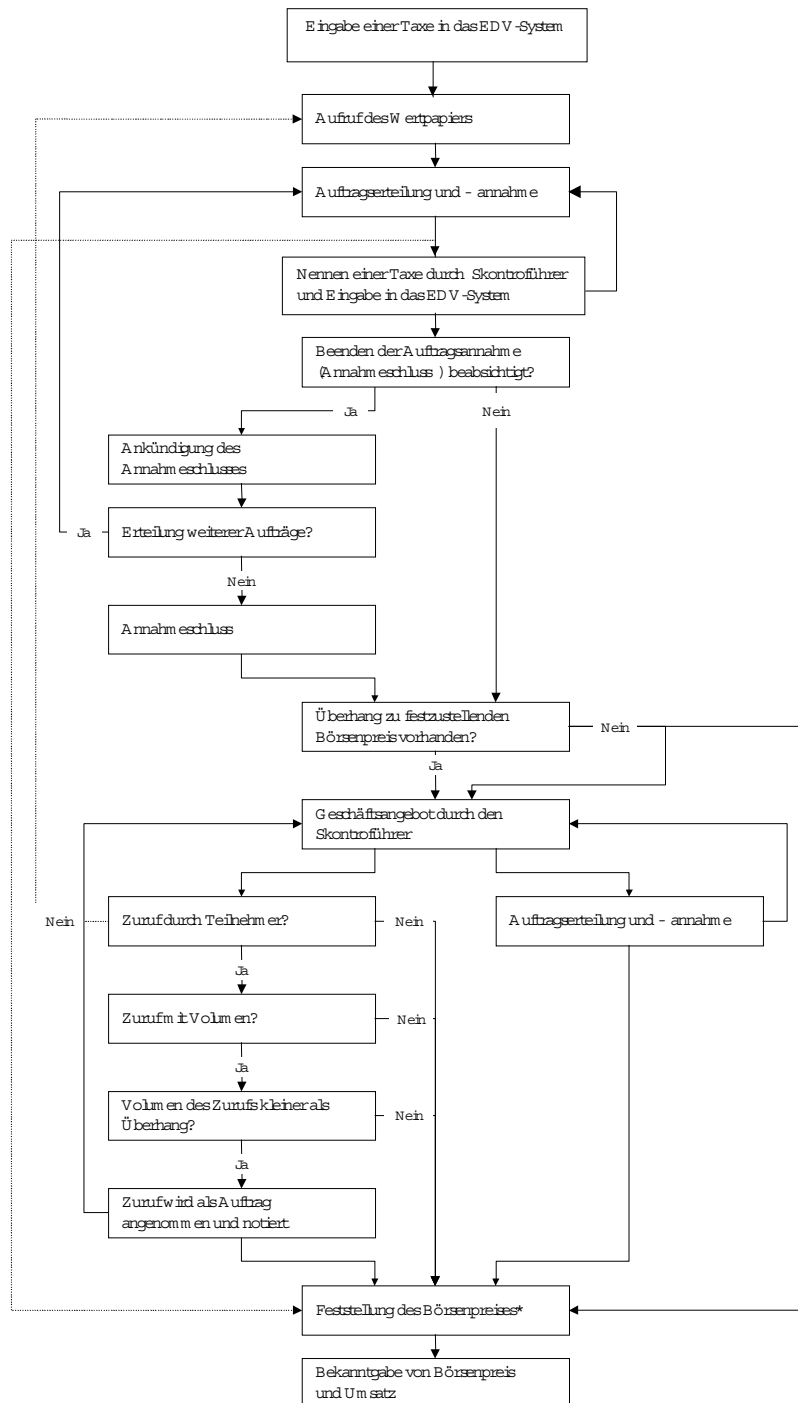 Eingabe einer Taxe in das EDV-System
Aufruf des Wertpapiers
Auftragserteilung und - annahme
Nennen einer Taxe durch Skontroführer
und Eingabe in das EDV-System
Beenden der Auftragsannahme
(Annahmeschluss ) beabsichtigt?
Ja
Nein
Ankündigung des
Annahmeschlusses
Ja
Erteilung weiterer Aufträge?
Nein
Annahmeschluss
Überhang zu festzustellenden
Börsenpreis vorhanden?
Nein
Ja
Geschäftsangebot durch den
Skontroführer
Nein
Zuruf durch Teilnehmer?
Nein
Auftragserteilung und - annahme
Ja
Zuruf mit Volumen?
Nein
Ja
Volumen des Zurufs kleiner als
Überhang?
Nein
Ja
Zuruf wird als Auftrag
angenommen und notiert
Feststellung des Börsenpreises*
Bekanntgabe von Börsenpreis
und Umsatz